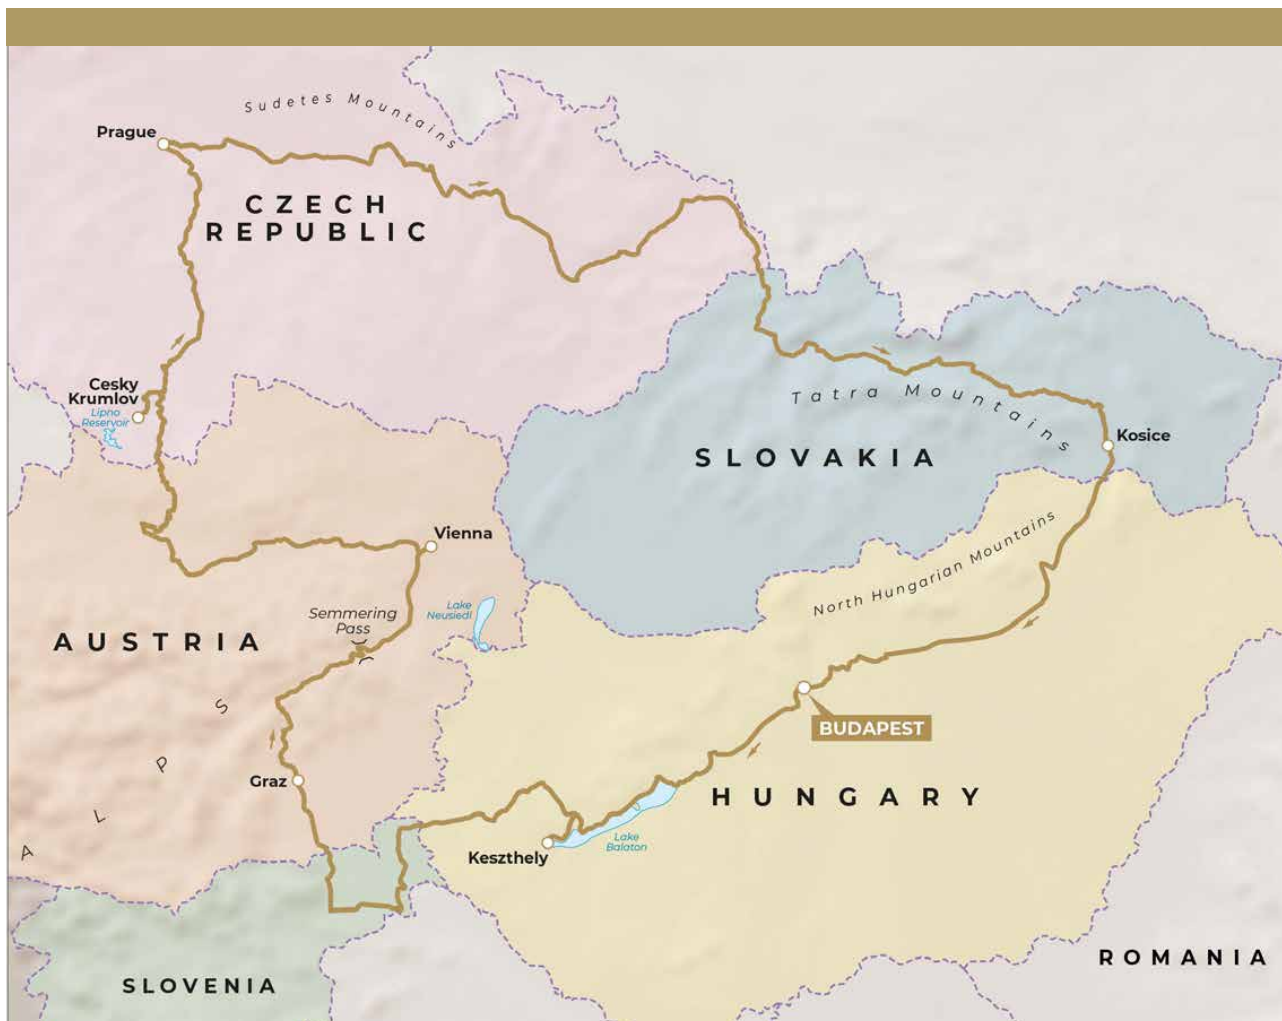 Sudetes Mountains
Prague
CZECH
REPUBLIC
Cesky
Krumlov
Lipno
Reservoir
Tatra Mountains
Kosice
SLOVAKIA
North Hungarian Mountains
Vienna
Lake
Neusiedl
Semmering
Pass
AUSTRIA
ALPS
BUDAPEST
Graz
HUNGARY
Lake
Balaton
Keszthely
ROMANIA
SLOVENIA